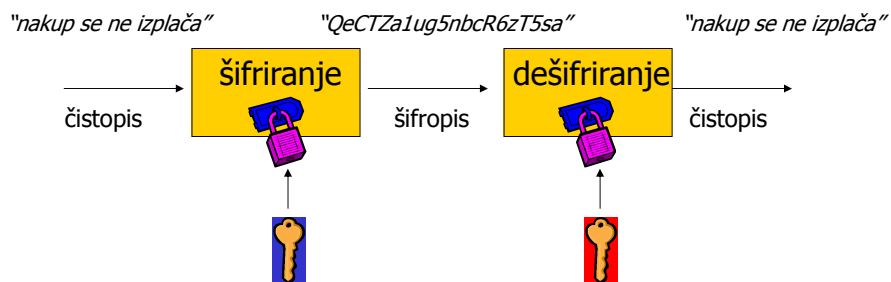 “nakup se ne izplača”
“QeCTZa1ug5nbcR6zT5sa”
“nakup se ne izplača”
šifriranje
dešifriranje
čistopis
šifropis
čistopis